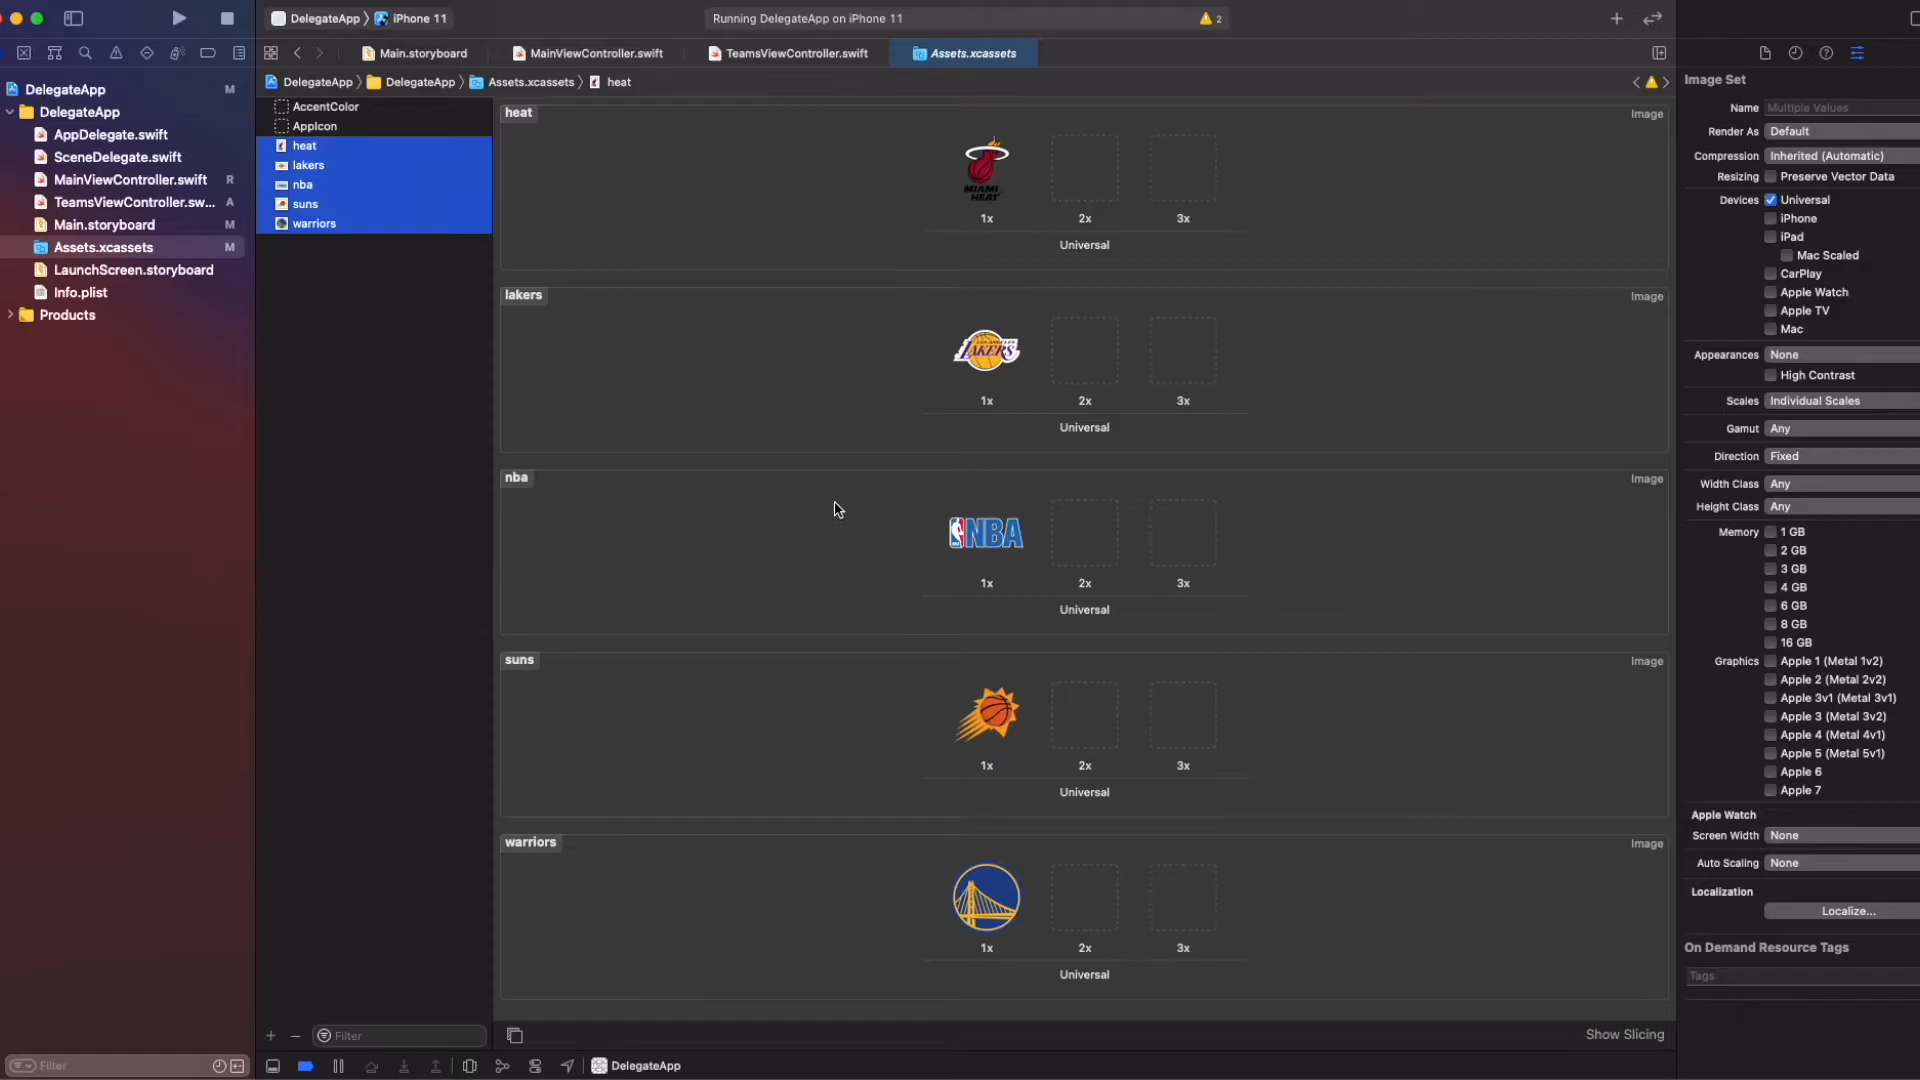 DelegateApp
iPhone 11
Running DelegateApp on iPhone 11
2
Main.storyboard
MainViewController.swift
TeamsViewController.swift
Assets.xcassets
DelegateApp
DelegateApp
Assets.xcassets
heat
DelegateApp M
DelegateApp
AppDelegate.swift
SceneDelegate.swift
MainViewController.swift R
TeamsViewController.sw... A
Main.storyboard M
Assets.xcassets M
LaunchScreen.storyboard
Info.plist
Products
Filter
AccentColor
AppIcon
heat
lakers
nba
suns
warriors
Filter
heat
Image
MIAMI
HEAT
1x 2x 3x
Universal
lakers
Image
LAKERS
1x 2x 3x
Universal
nba
Image
NBA
1x 2x 3x
Universal
suns
Image
1x 2x 3x
Universal
warriors
Image
1x 2x 3x
Universal
Show Slicing
DelegateApp
Image Set
Name Multiple Values
Render As Default
Compression Inherited (Automatic)
Resizing Preserve Vector Data
Devices Universal
iPhone
iPad
Mac Scaled
CarPlay
Apple Watch
Apple TV
Mac
Appearances None
High Contrast
Scales Individual Scales
Gamut Any
Direction Fixed
Width Class Any
Height Class Any
Memory 1 GB
2 GB
3 GB
4 GB
6 GB
8 GB
16 GB
Graphics Apple 1 (Metal 1v2)
Apple 2 (Metal 2v2)
Apple 3v1 (Metal 3v1)
Apple 3 (Metal 3v2)
Apple 4 (Metal 4v1)
Apple 5 (Metal 5v1)
Apple 6
Apple 7
Apple Watch
Screen Width None
Auto Scaling None
Localization
Localize...
On Demand Resource Tags
Tags